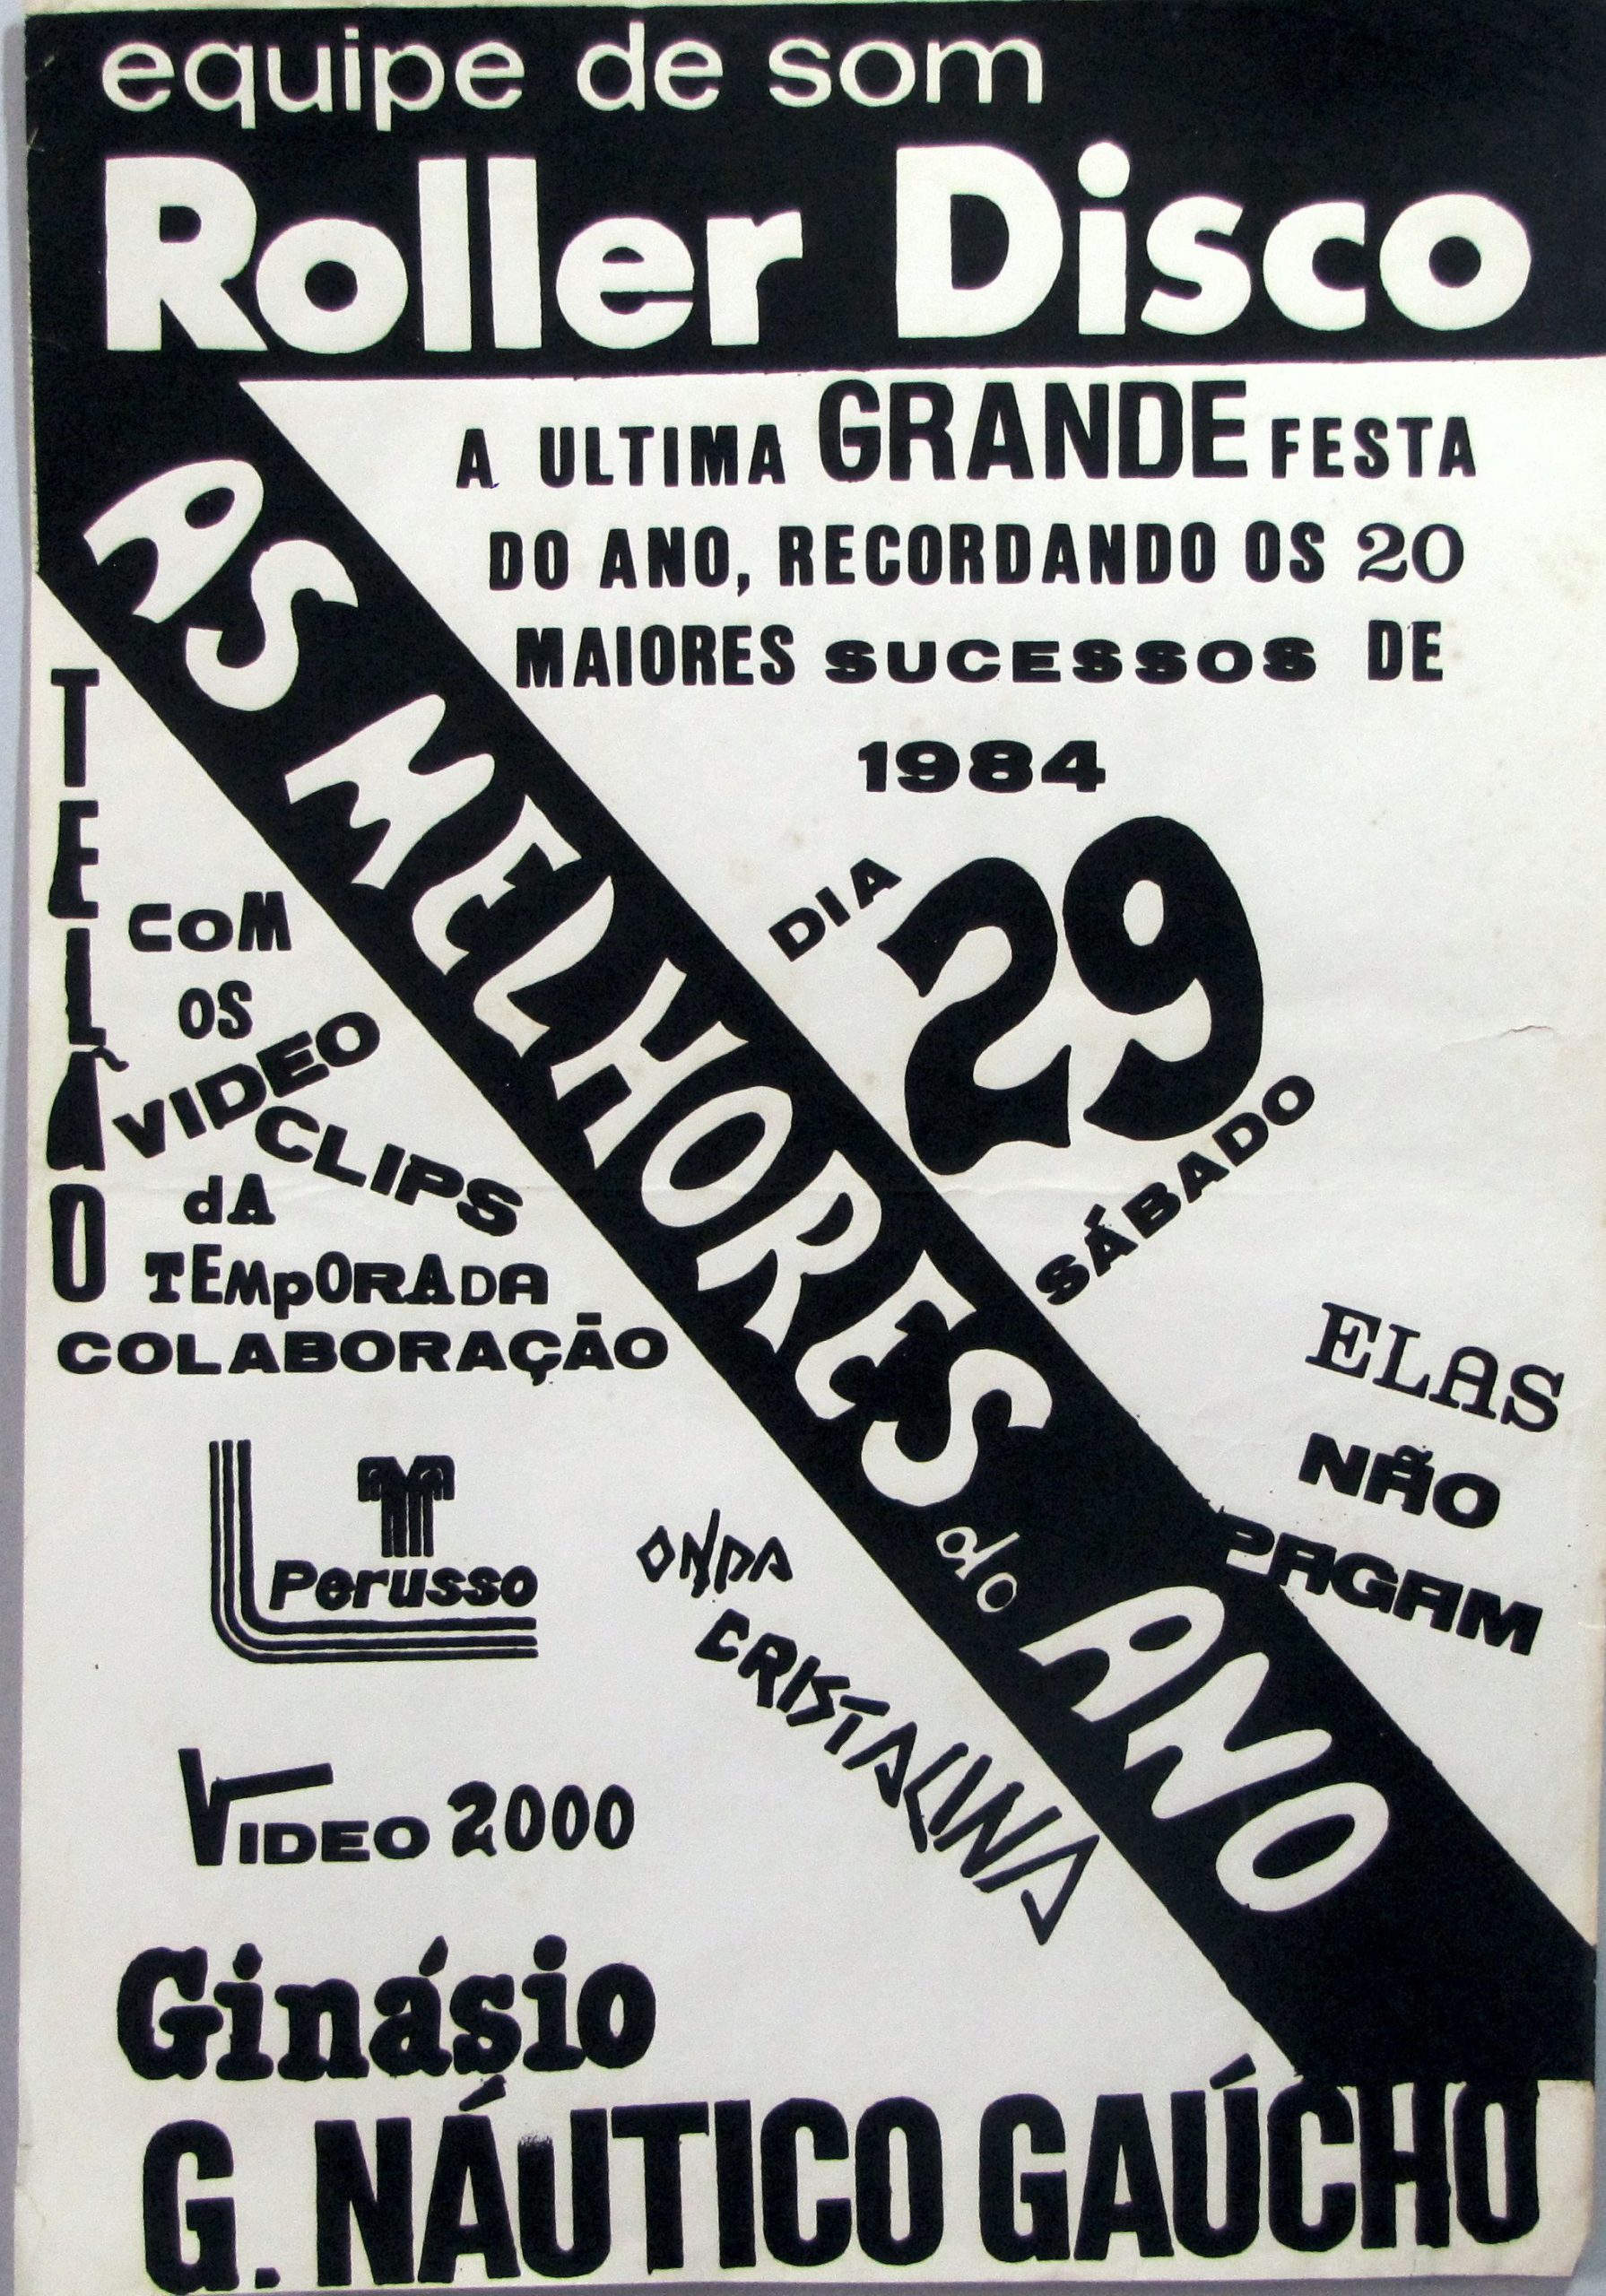 equipe de som
Roller Disco
A ULTIMA GRANDE FESTA
DO ANO, RECORDANDO OS 20
MAIORES SUCESSOS DE
1984
AS MELHORES do ANO
DIA
29
SÁBADO
TELÃO
COM
OS
VIDEO
CLIPS
dA
TEMpORADA
COLABORAÇÃO
ELAS
NÃO
PAGAM
Perusso
ONDA
CRISTALINA
VIDEO 2000
Ginásio
G. NÁUTICO GAÚCHO